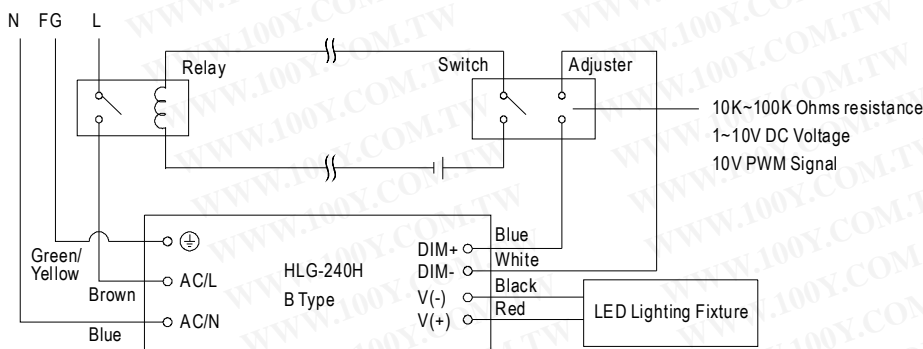 N FG L
Relay
Switch
Adjuster
10K~100K Ohms resistance
1~10V DC Voltage
10V PWM Signal
Green/
Yellow
Brown
Blue
AC/L
AC/N
HLG-240H
B Type
DIM+
DIM-
V(-)
V(+)
Blue
White
Black
Red
LED Lighting Fixture
WWW.100Y.COM.TW